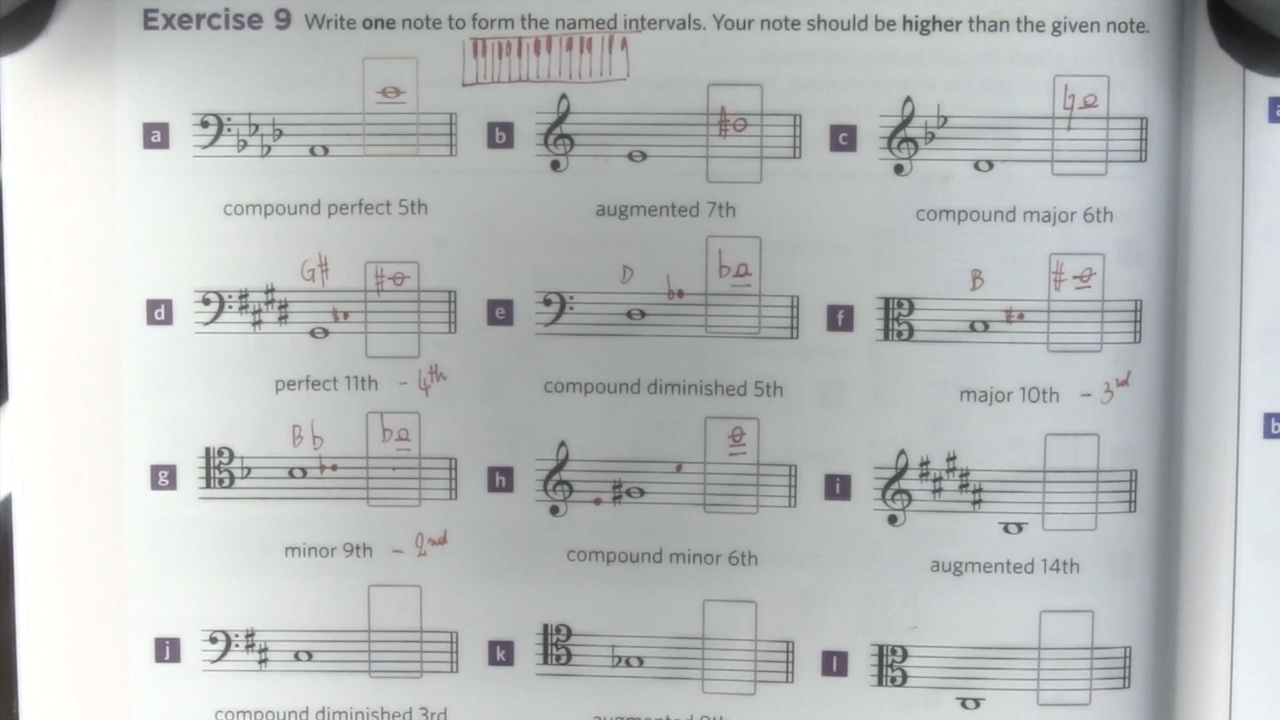 Exercise 9 Write one note to form the named intervals. Your note should be higher than the given note.
a
b
c
compound perfect 5th
augmented 7th
compound major 6th
G#
D
B
d
e
f
perfect 11th - 4th
compound diminished 5th
major 10th - 3rd
Bb
g
h
i
minor 9th - 2nd
compound minor 6th
augmented 14th
j
k
l
compound diminished 3rd
b